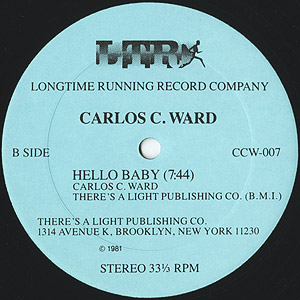 LTR
LONGTIME RUNNING RECORD COMPANY
CARLOS C. WARD
B SIDE
CCW-007
HELLO BABY (7:44)
CARLOS C. WARD
THERE'S A LIGHT PUBLISHING CO. (B.M.I.)
THERE'S A LIGHT PUBLISHING CO.
1314 AVENUE K, BROOKLYN, NEW YORK 11230
© 1981
STEREO 33⅓ RPM